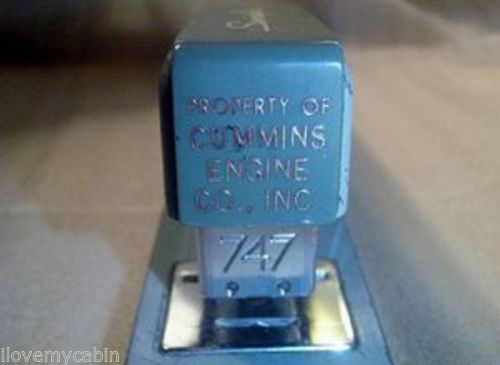 PROPERTY OF
CUMMINS
ENGINE
CO., INC
747
ilovemycabin